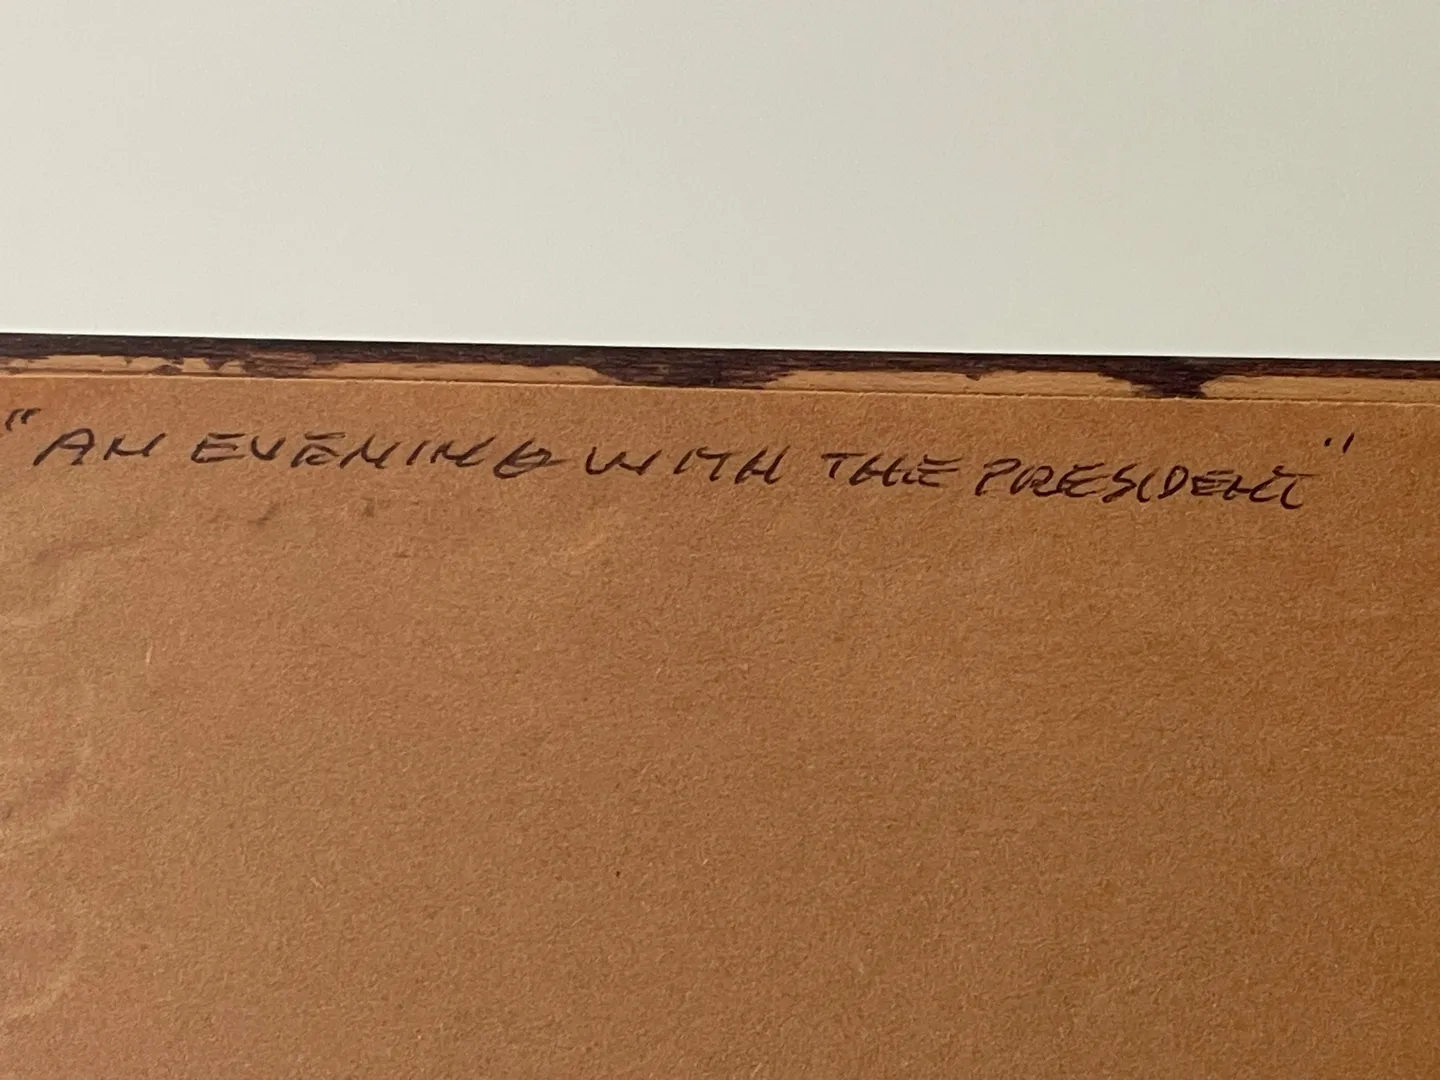 "AN EVENING WITH THE PRESIDENT"